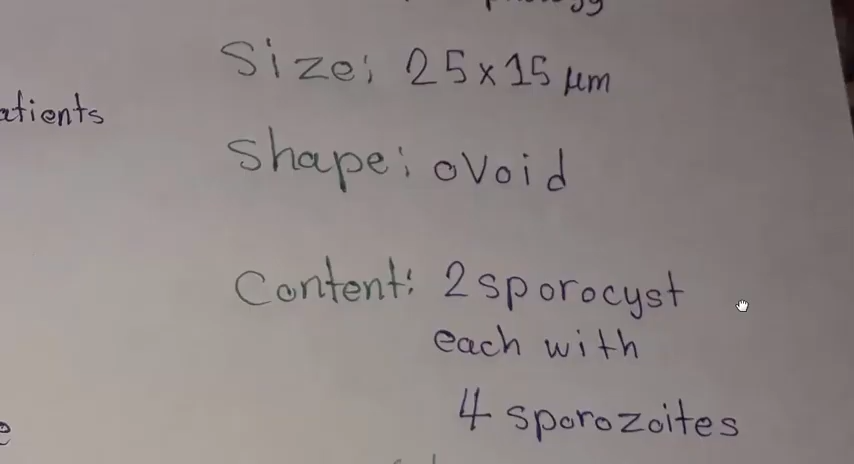 Size: 25 x 15 μm
atients
Shape: ovoid
Content: 2 sporocyst
each with
4 sporozoites